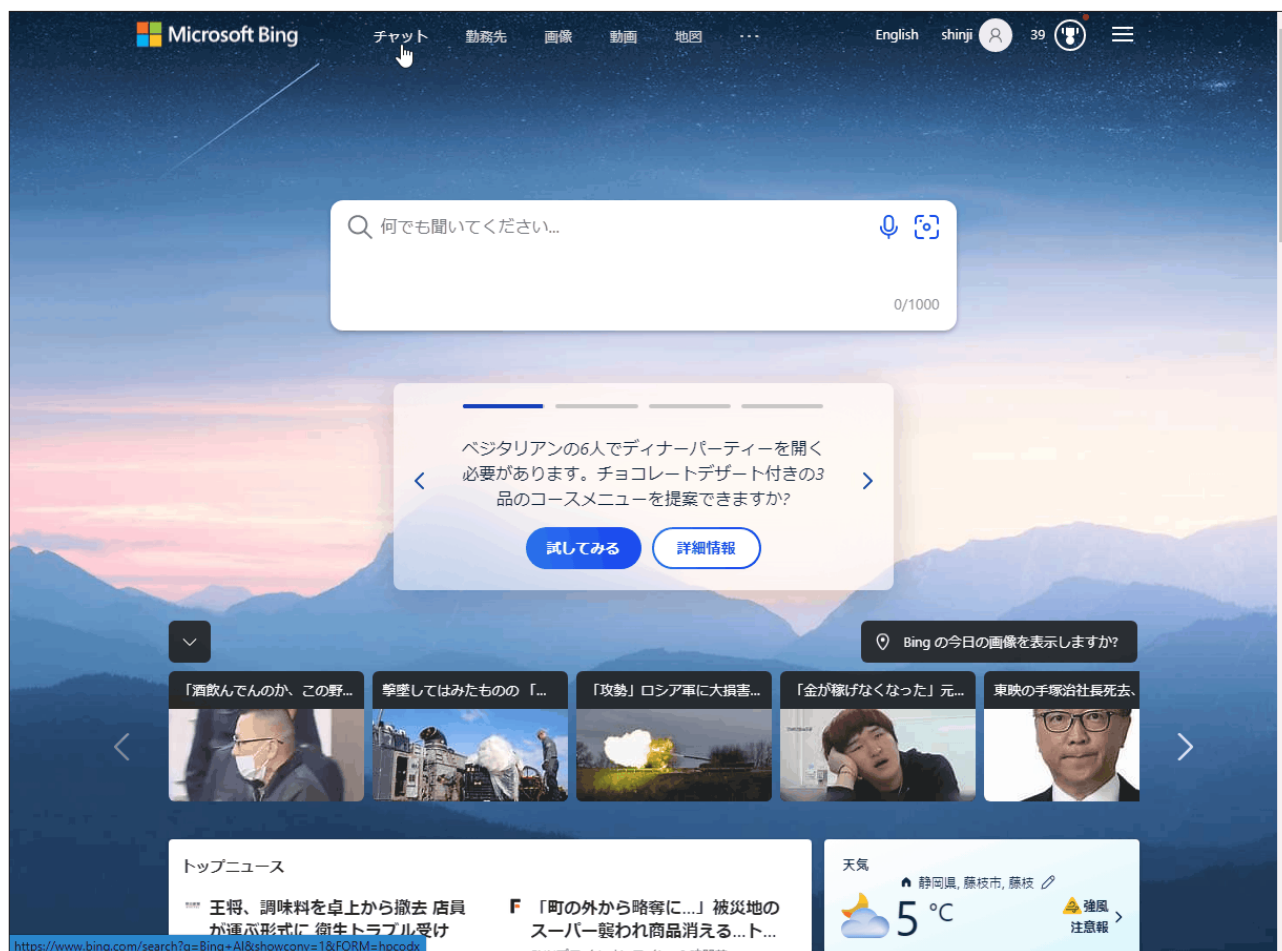 Microsoft Bing
チャット 勤務先 画像 動画 地図 ...
English shinji 39
何でも聞いてください...
0/1000
ベジタリアンの6人でディナーパーティーを開く
必要があります。チョコレートデザート付きの3
品のコースメニューを提案できますか?
試してみる 詳細情報
Bing の今日の画像を表示しますか?
「酒飲んでんのか、この野...
撃墜してはみたものの 「...
「攻勢」ロシア軍に大損害...
「金が稼げなくなった」元...
東映の手塚治社長死去、
トップニュース
王将、調味料を卓上から撤去 店員
が運ぶ形式に 衛生トラブル受け
F 「町の外から略奪に...」被災地の
スーパー襲われ商品消える...ト...
天気
静岡県, 藤枝市, 藤枝
5 °C
強風
注意報
https://www.bing.com/search?q=Bing+AI&showconv=1&FORM=hpcodx